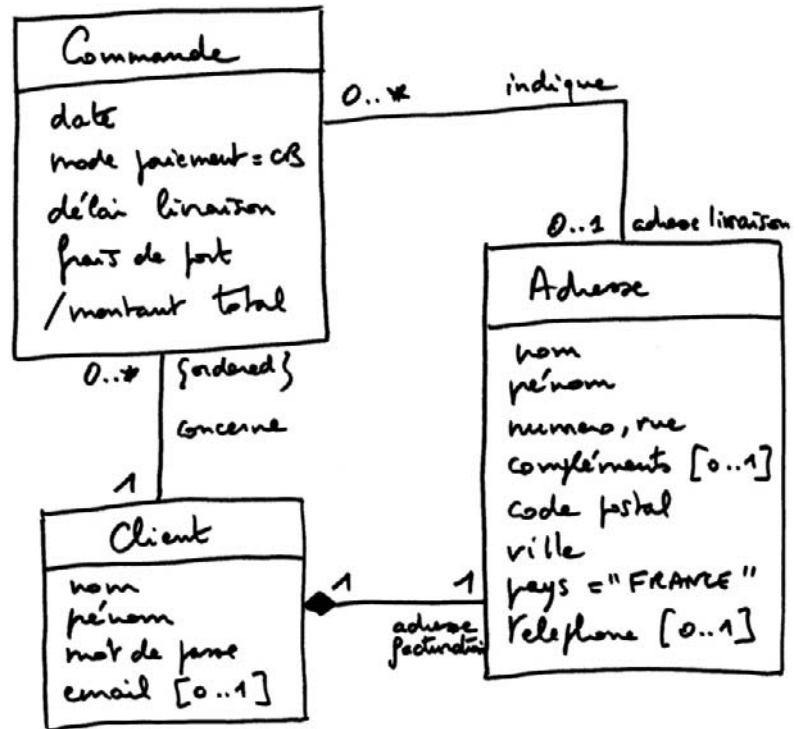 Commande
date
mode paiement = CB
délai livraison
frais de port
/montant total
0..*
indique
0..1
adresse livraison
Adresse
nom
prénom
numero, rue
compléments [0..1]
code postal
ville
pays = "FRANCE"
telephone [0..1]
0..*
{ordered}
concerne
1
Client
nom
prénom
mot de passe
email [0..1]
1
1
adresse
facturation